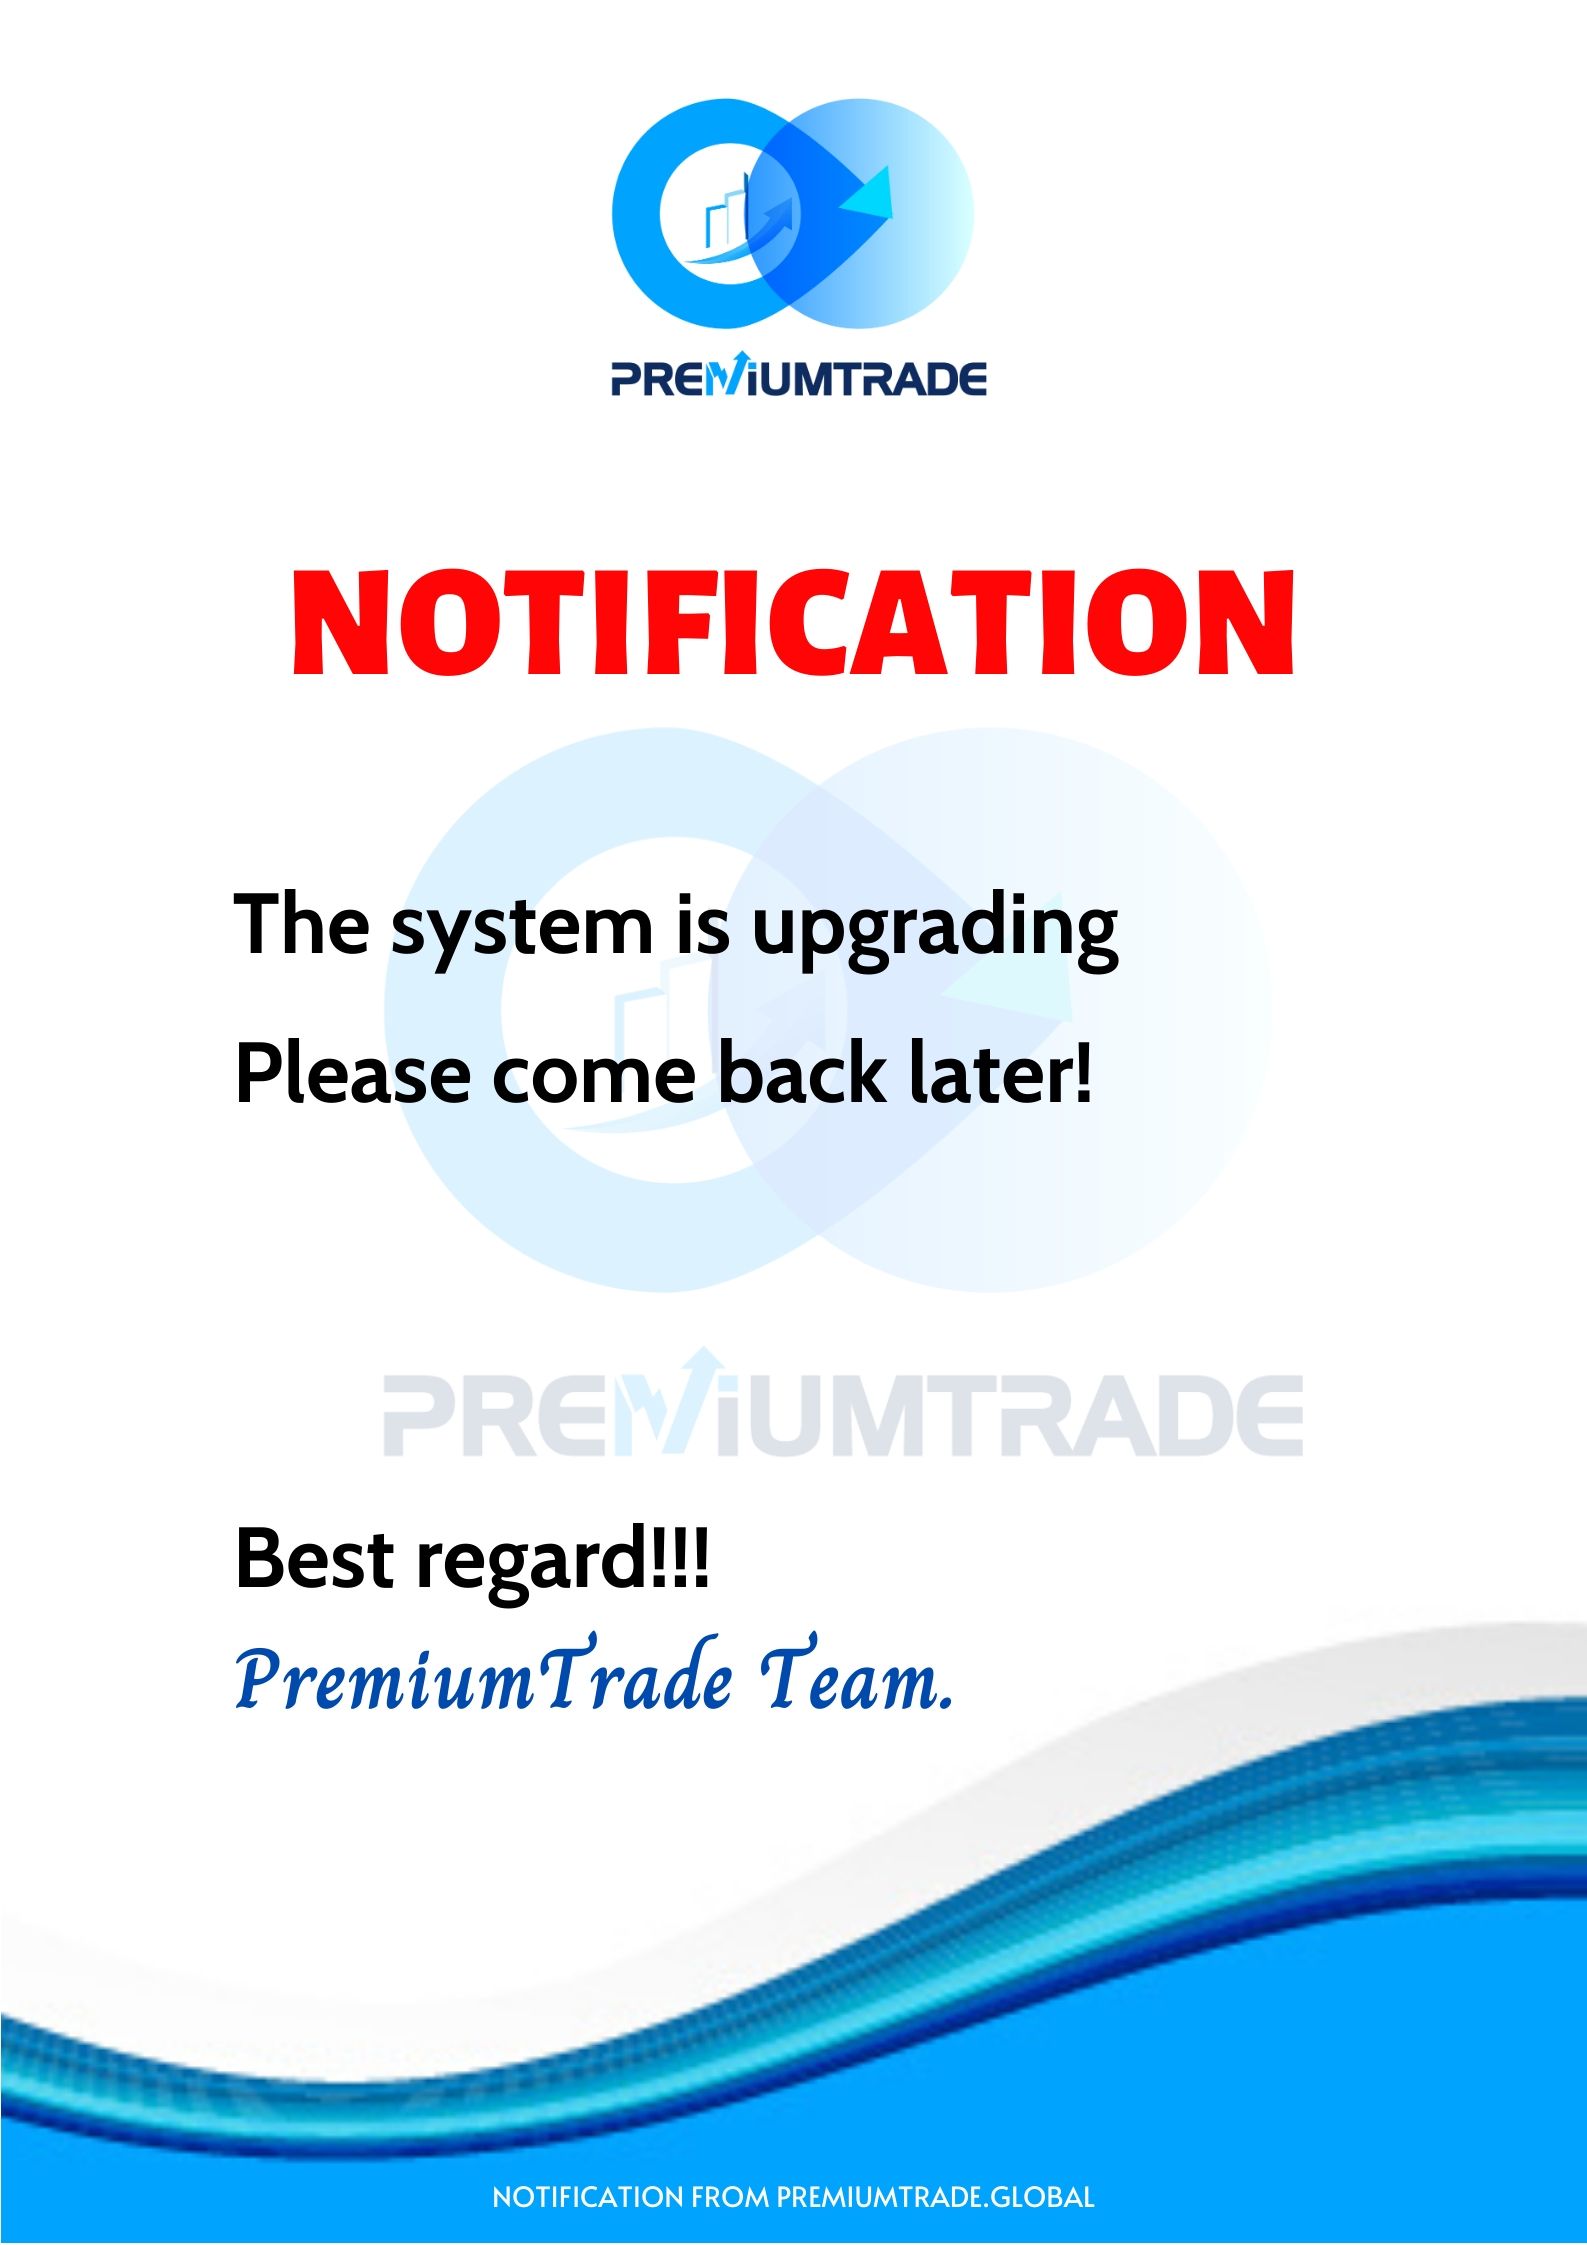 PREMiUMTRADE
NOTIFICATION
The system is upgrading
Please come back later!
PREMiUMTRADE
Best regard!!!
PremiumTrade Team.
NOTIFICATION FROM PREMIUMTRADE.GLOBAL